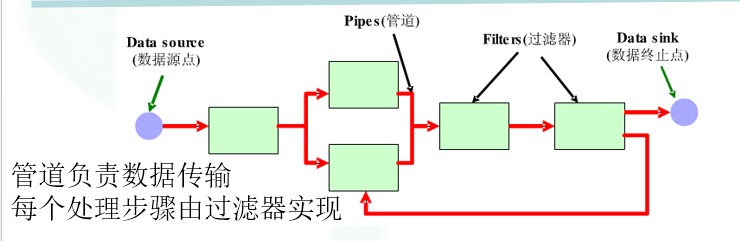 Data source
(数据源点)
Pipes(管道)
Filters(过滤器)
Data sink
(数据终止点)
管道负责数据传输
每个处理步骤由过滤器实现